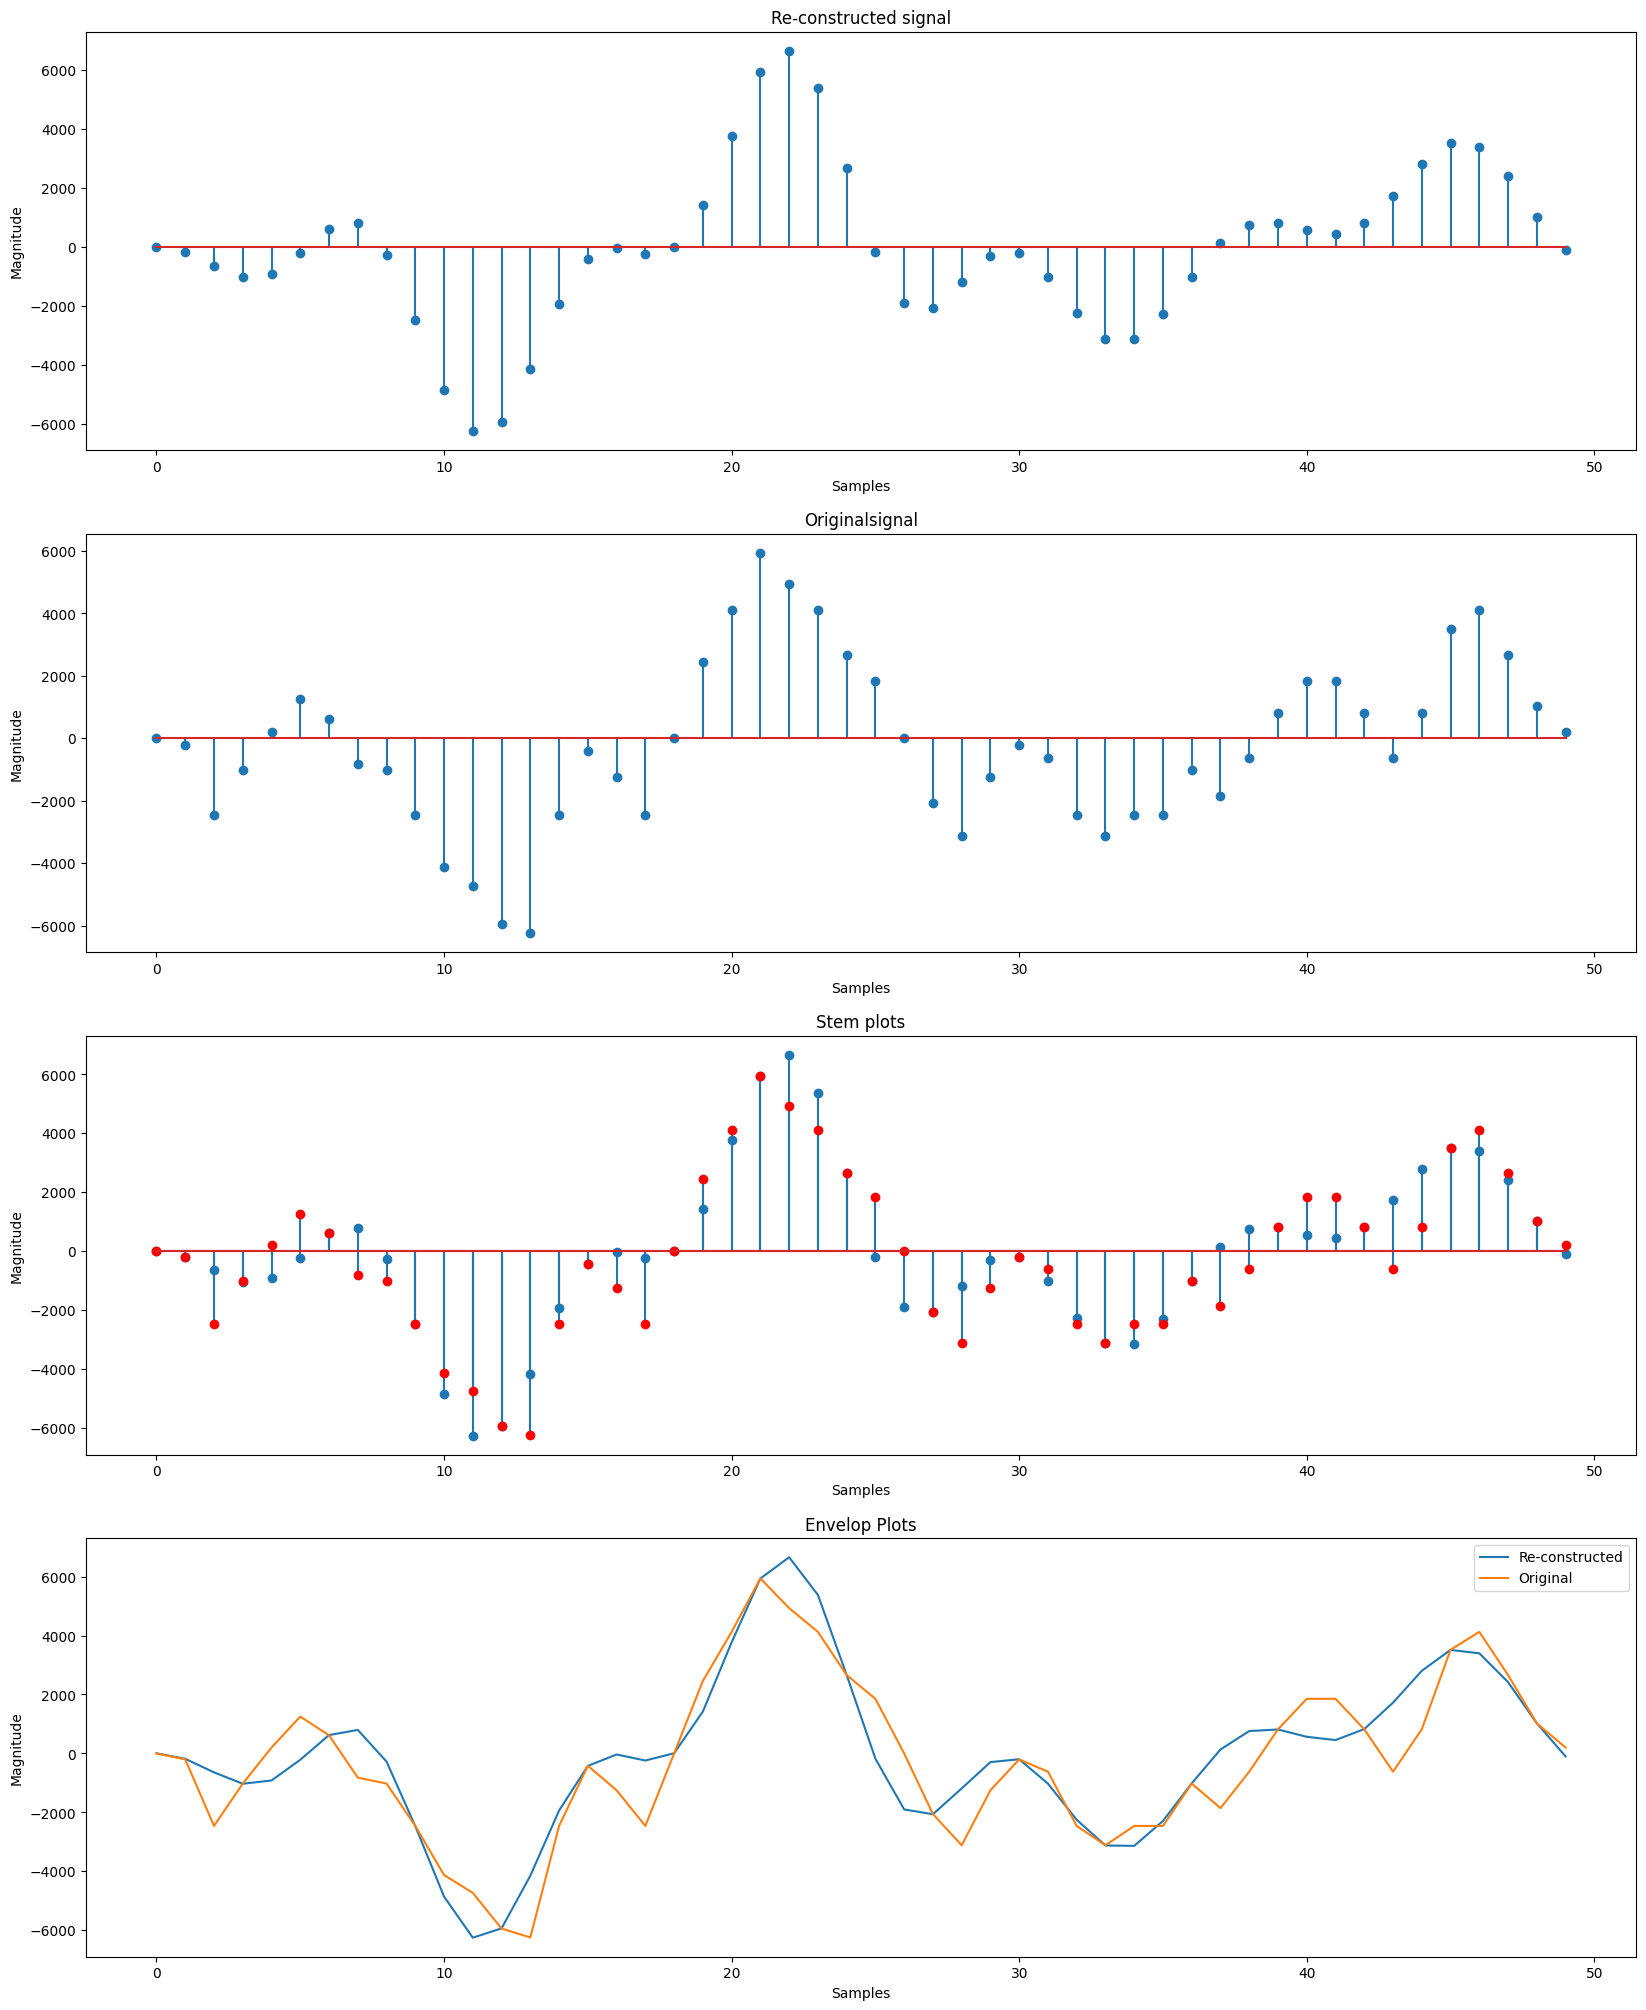 Re-constructed signal
6000
4000
2000
0
−2000
−4000
−6000
Magnitude
0 10 20 30 40 50
Samples
Originalsignal
6000
4000
2000
0
−2000
−4000
−6000
Magnitude
0 10 20 30 40 50
Samples
Stem plots
6000
4000
2000
0
−2000
−4000
−6000
Magnitude
0 10 20 30 40 50
Samples
Envelop Plots
Re-constructed
Original
6000
4000
2000
0
−2000
−4000
−6000
Magnitude
0 10 20 30 40 50
Samples